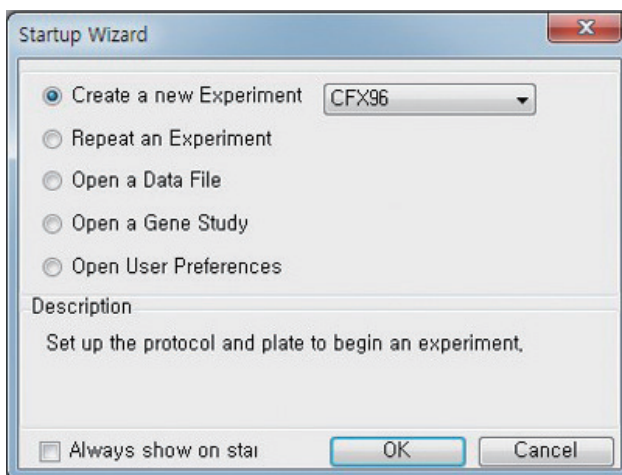 Startup Wizard
Create a new Experiment CFX96
Repeat an Experiment
Open a Data File
Open a Gene Study
Open User Preferences
Description
Set up the protocol and plate to begin an experiment,
Always show on star
OK Cancel